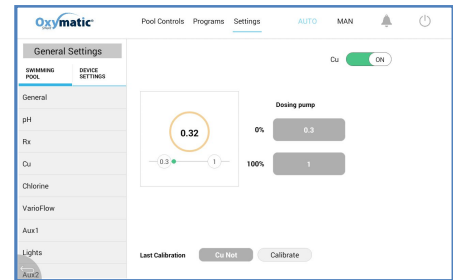 Oxymatic
Pool Controls Programs Settings AUTO MAN
General Settings
SWIMMING POOL
DEVICE SETTINGS
Cu ON
General
pH
Rx
Cu
Chlorine
VarioFlow
Aux1
Lights
Aux2
Dosing pump
0.32
0% 0.3
0.3 1
100% 1
Last Calibration Cu Not Calibrate